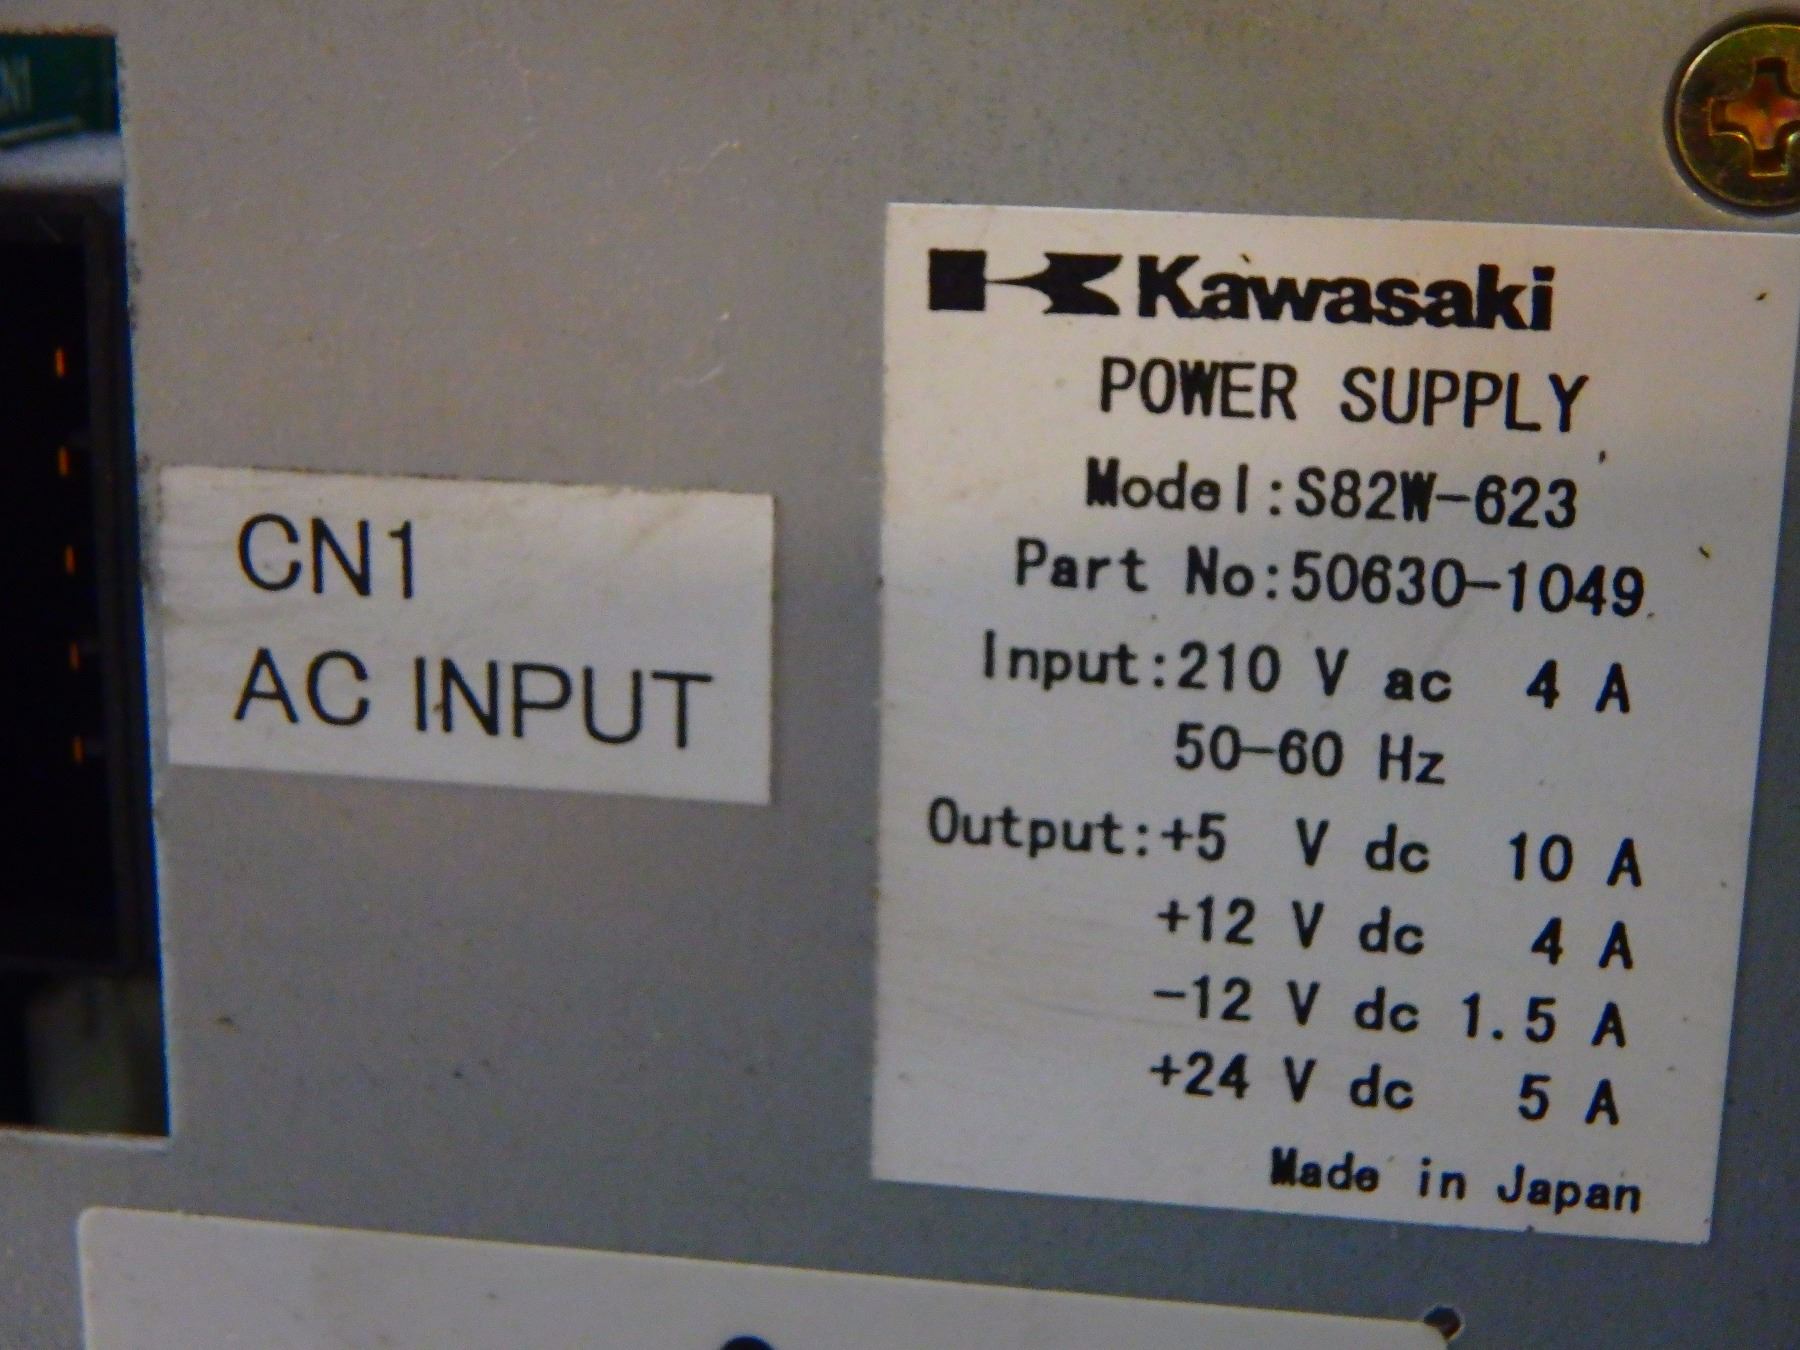 CN1
AC INPUT
Kawasaki
POWER SUPPLY
Model:S82W-623
Part No:50630-1049
Input:210 V ac 4 A
50-60 Hz
Output:+5 V dc 10 A
+12 V dc 4 A
-12 V dc 1.5 A
+24 V dc 5 A
Made in Japan